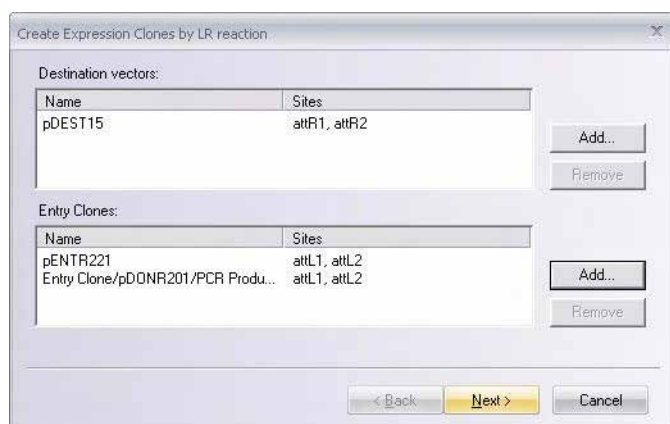 Create Expression Clones by LR reaction X
Destination vectors:
Name Sites
pDEST15 attR1, attR2
Add...
Remove
Entry Clones:
Name Sites
pENTR221 attL1, attL2
Entry Clone/pDONR201/PCR Produ... attL1, attL2
Add...
Remove
< Back Next > Cancel